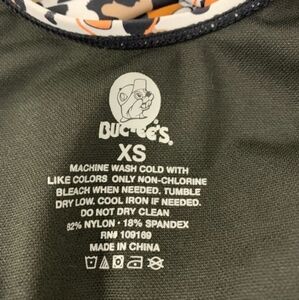 BUC-EE'S
XS
MACHINE WASH COLD WITH
LIKE COLORS ONLY NON-CHLORINE
BLEACH WHEN NEEDED. TUMBLE
DRY LOW. COOL IRON IF NEEDED.
DO NOT DRY CLEAN
82% NYLON • 18% SPANDEX
RN# 109169
MADE IN CHINA